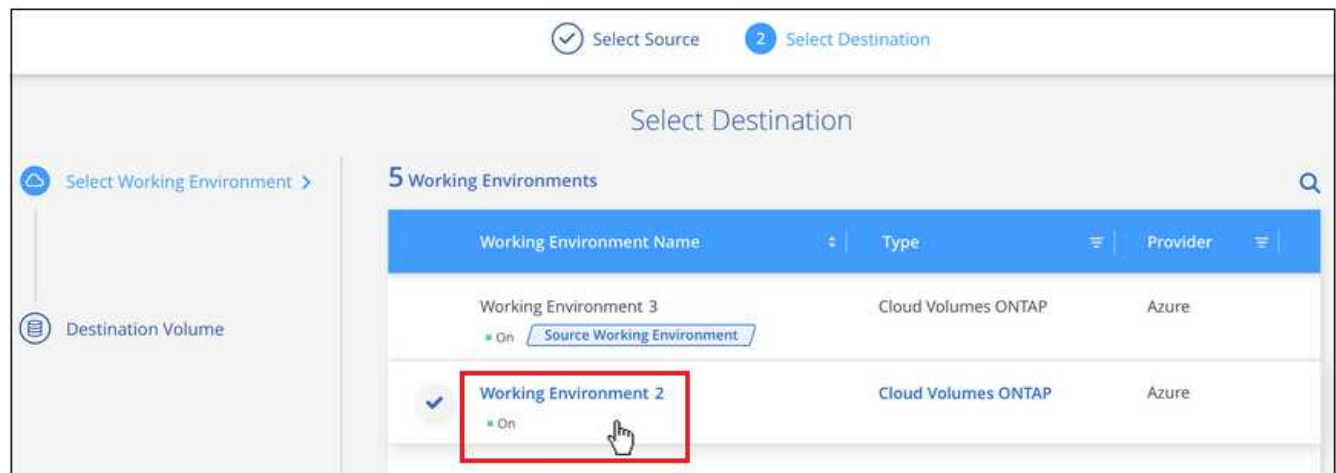 Select Source 2 Select Destination
Select Destination
Select Working Environment >
5 Working Environments
Working Environment Name Type Provider
Working Environment 3 Cloud Volumes ONTAP Azure
On Source Working Environment
Destination Volume
Working Environment 2 Cloud Volumes ONTAP Azure
On